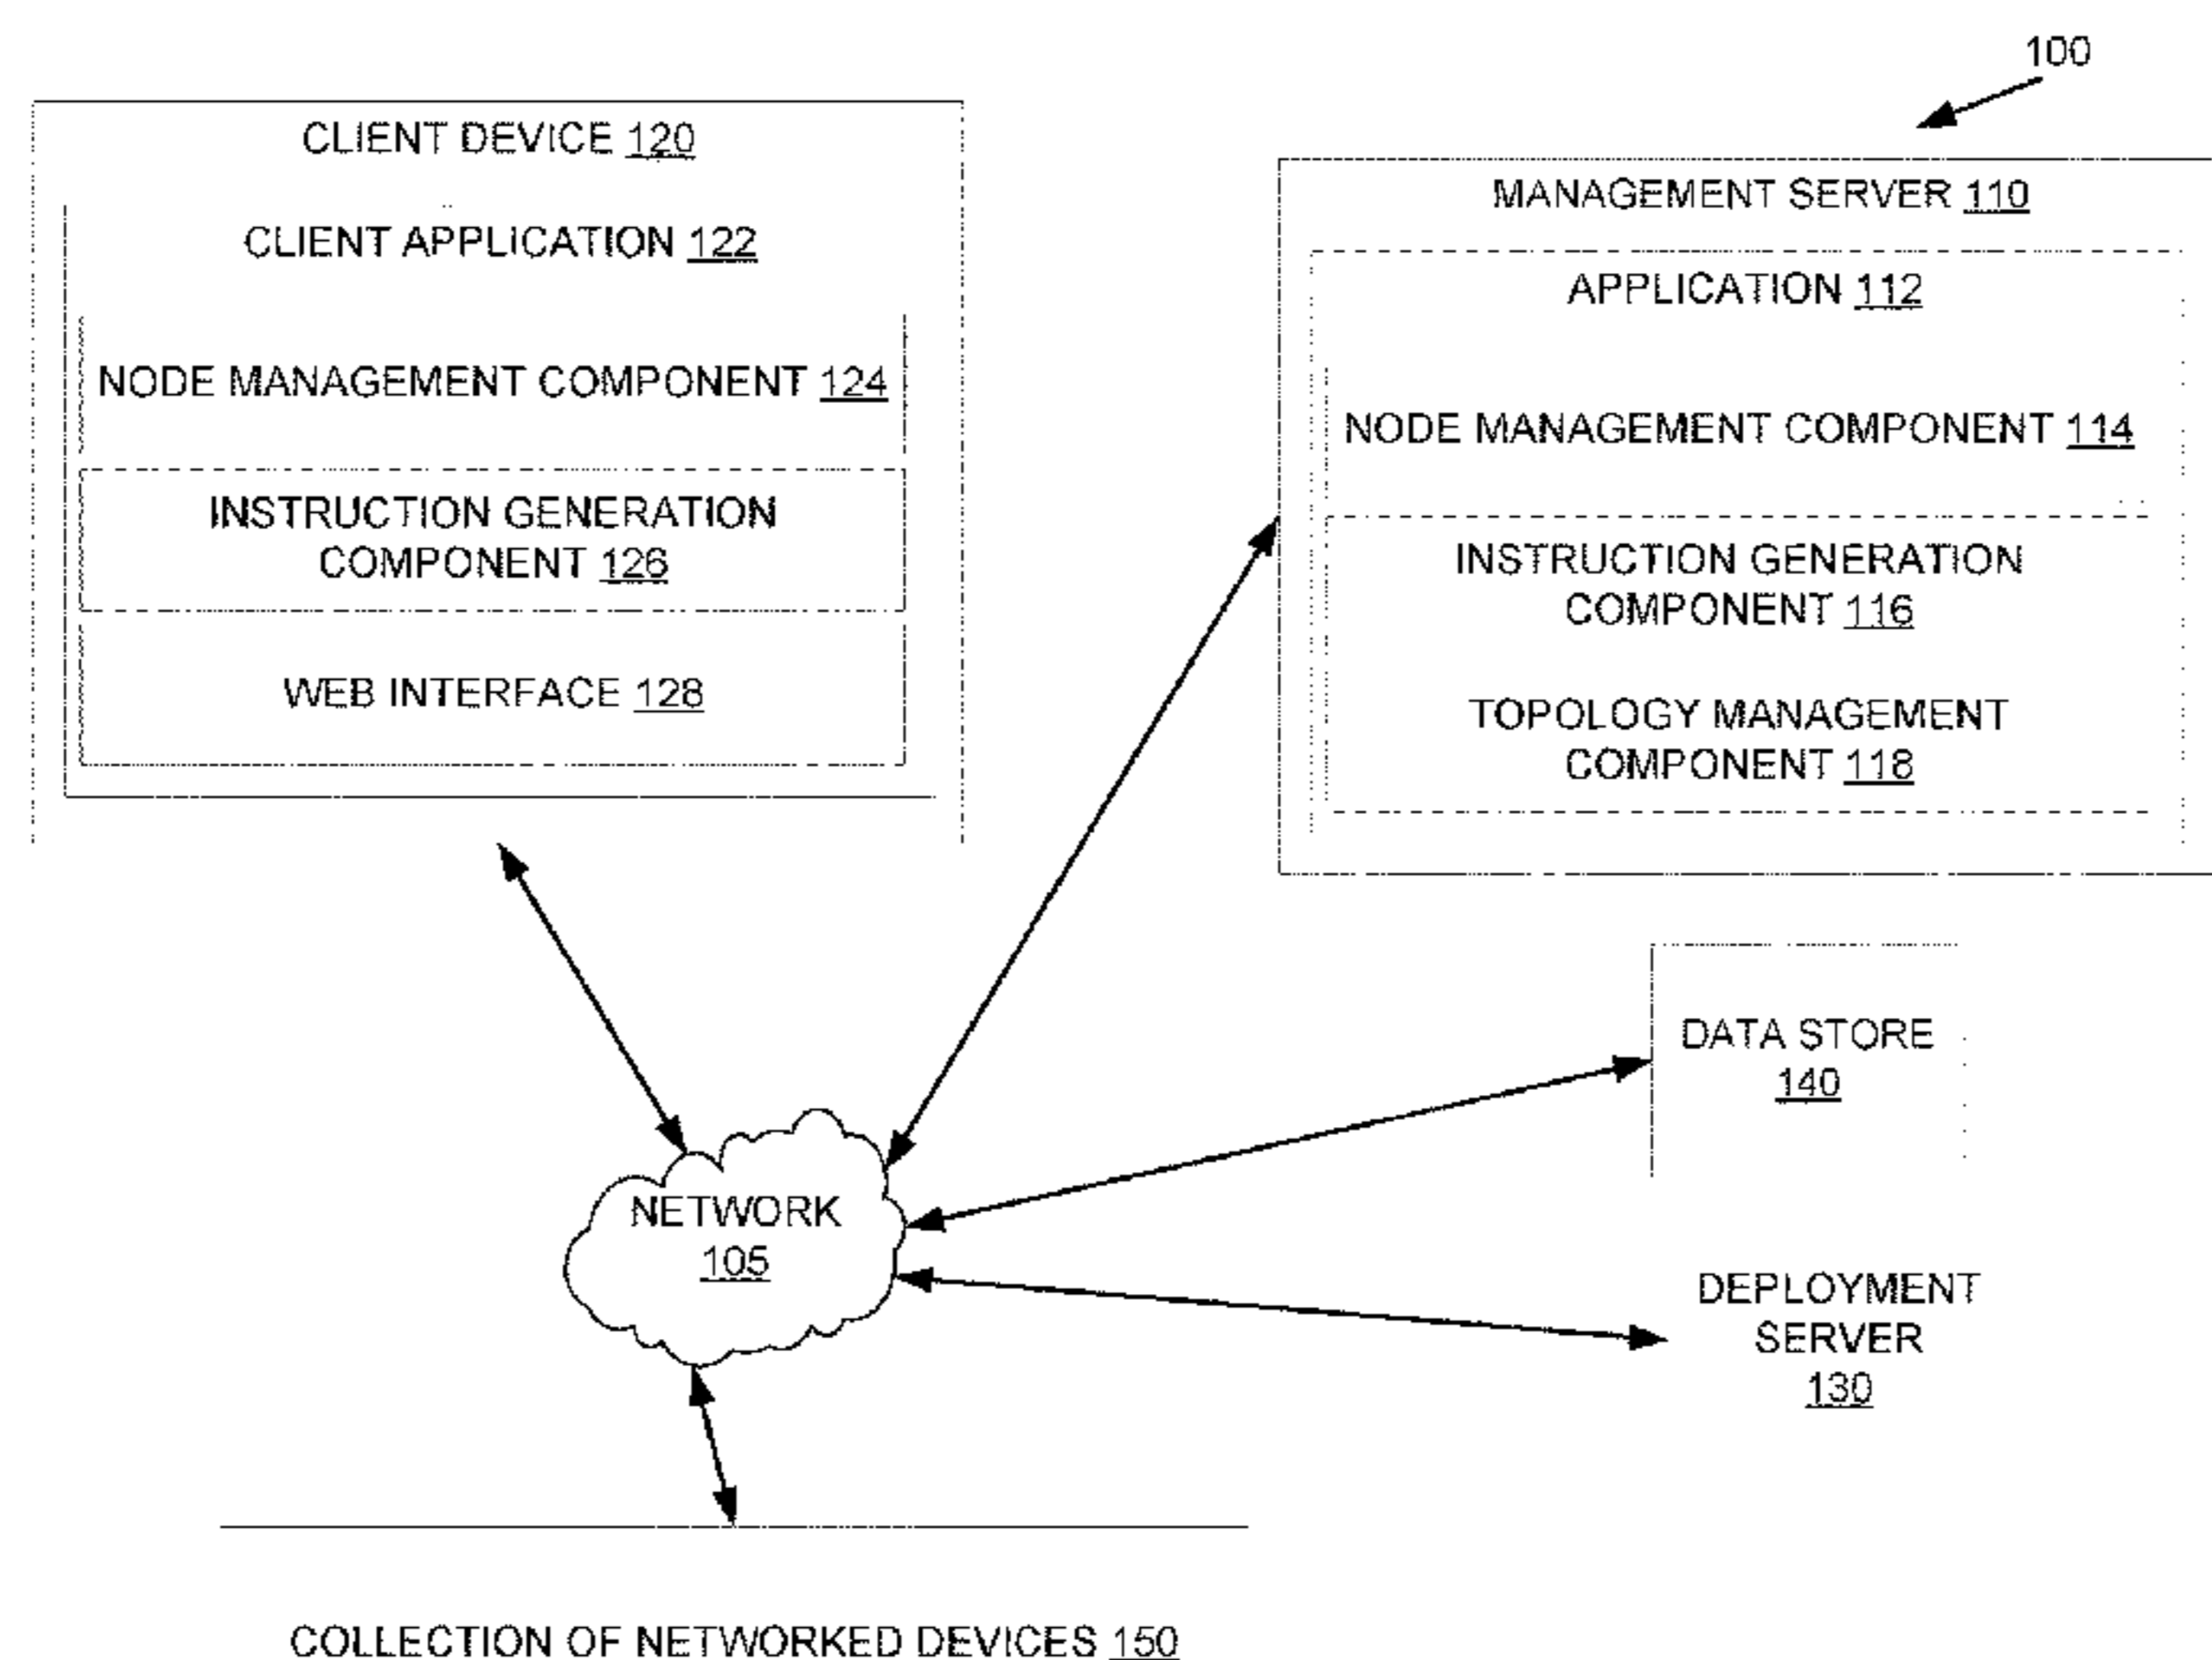 100
CLIENT DEVICE 120
CLIENT APPLICATION 122
NODE MANAGEMENT COMPONENT 124
INSTRUCTION GENERATION
COMPONENT 126
WEB INTERFACE 128
MANAGEMENT SERVER 110
APPLICATION 112
NODE MANAGEMENT COMPONENT 114
INSTRUCTION GENERATION
COMPONENT 116
TOPOLOGY MANAGEMENT
COMPONENT 118
DATA STORE
140
NETWORK
105
DEPLOYMENT
SERVER
130
COLLECTION OF NETWORKED DEVICES 150